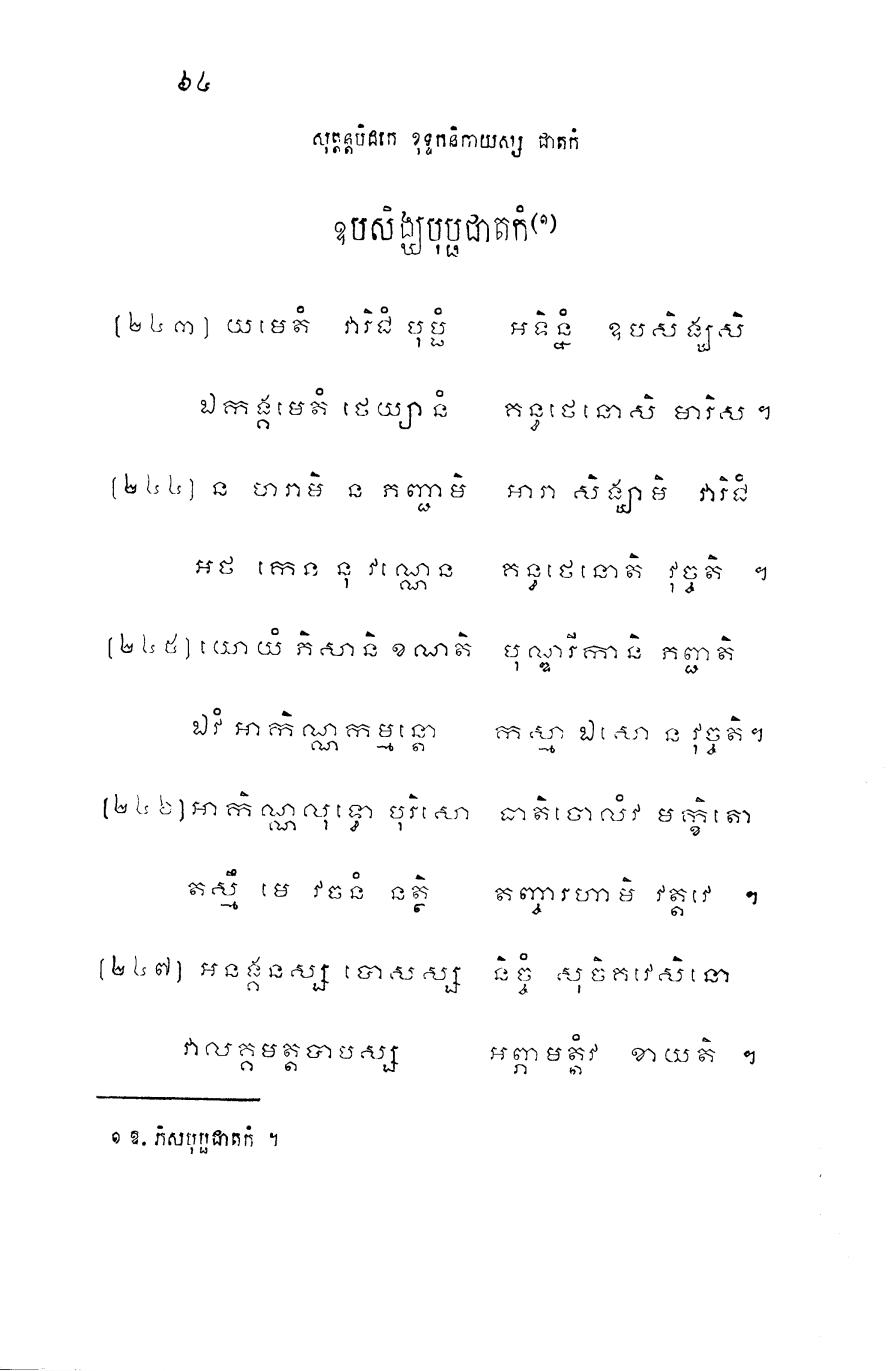 ៦៤
សុត្តន្តបិដកេ ខុទ្ទកនិកាយស្ស ជាតកំ
ឧបសិង្ឃបុប្ផជាតកំ(១)
[២៤៣] យមេតំ វារិជំ បុប្ផំ អទិន្នំ ឧបសិង្ឃសិ
ឯកង្គមេតំ ថេយ្យានំ គន្ធថេនោសិ មារិស ។
[២៤៤] ន ហរាមិ ន ភញ្ជាមិ អារា សិង្ឃាមិ វារិជំ
អថ កេន នុ វណ្ណេន គន្ធថេនោតិ វុច្ចតិ ។
[២៤៥] យោយំ ភិសានិ ខណតិ បុណ្ឌរីកានិ ភញ្ជតិ
ឯវំ អាកិណ្ណកម្មន្តោ កស្មា ឯសោ ន វុច្ចតិ។
[២៤៦] អាកិណ្ណលុទ្ធោ បុរិសោ ធាតិចោលំវ មក្ខិតោ
តស្មឹ មេ វចនំ នត្ថិ តញ្ចារហាមិ វត្តវេ ។
[២៤៧] អនង្គនស្ស បោសស្ស និច្ចំ សុចិគវេសិនោ
វាលគ្គមត្តបាបស្ស អព្ភាមត្តំវ ខាយតិ ។
១ ឱ. ភិសបុប្ផជាតកំ ។